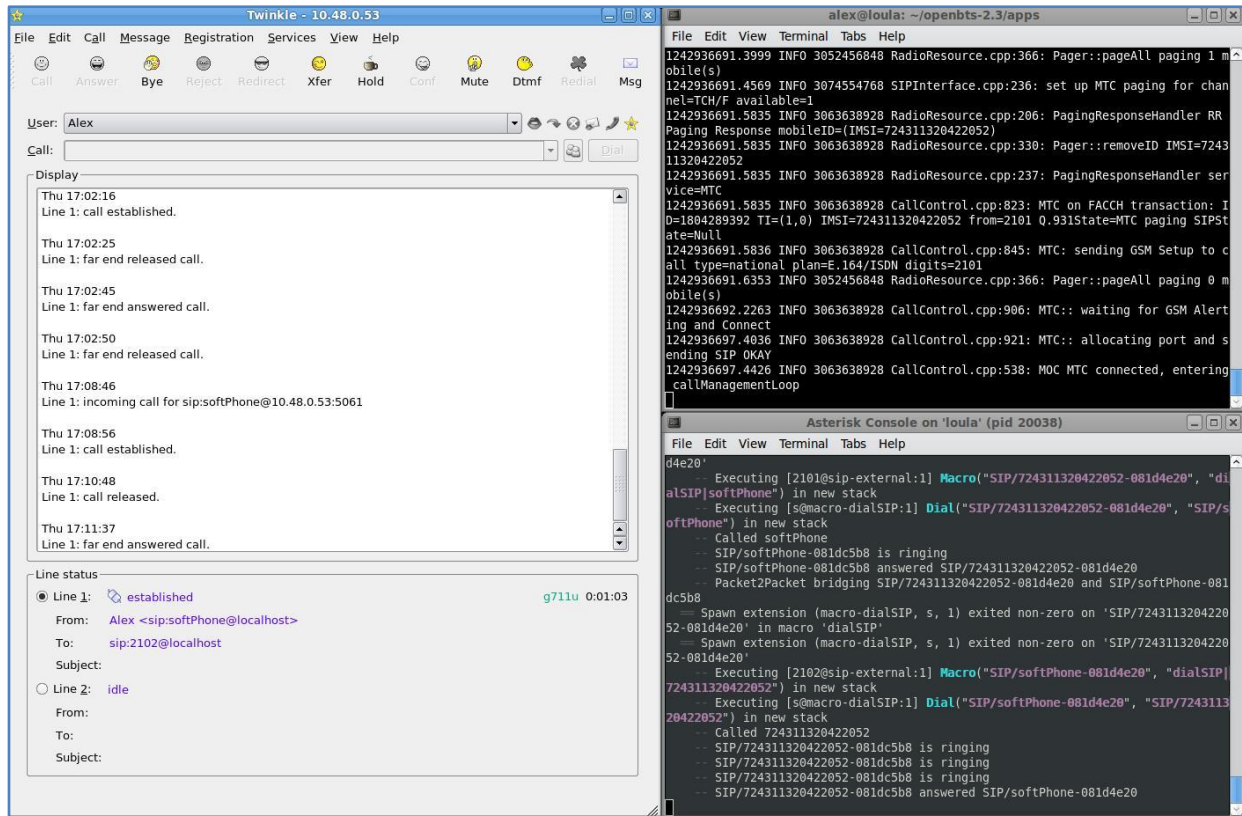 Twinkle - 10.48.0.53
File Edit Call Message Registration Services View Help
Call Answer Bye Reject Redirect Xfer Hold Conf Mute Dtmf Redial Msg
User: Alex
Call: Dial
Display
Thu 17:02:16
Line 1: call established.
Thu 17:02:25
Line 1: far end released call.
Thu 17:02:45
Line 1: far end answered call.
Thu 17:02:50
Line 1: far end released call.
Thu 17:08:46
Line 1: incoming call for sip:softPhone@10.48.0.53:5061
Thu 17:08:56
Line 1: call established.
Thu 17:10:48
Line 1: call released.
Thu 17:11:37
Line 1: far end answered call.
Line status
Line 1: established g711u 0:01:03
From: Alex <sip:softPhone@localhost>
To: sip:2102@localhost
Subject:
Line 2: idle
From:
To:
Subject:
alex@loula: ~/openbts-2.3/apps
File Edit View Terminal Tabs Help
1242936691.3999 INFO 3052456848 RadioResource.cpp:366: Pager::pageAll paging 1 m
obile(s)
1242936691.4569 INFO 3074554768 SIPInterface.cpp:236: set up MTC paging for chan
nel=TCH/F available=1
1242936691.5835 INFO 3063638928 RadioResource.cpp:206: PagingResponseHandler RR
Paging Response mobileID=(IMSI=724311320422052)
1242936691.5835 INFO 3063638928 RadioResource.cpp:330: Pager::removeID IMSI=7243
11320422052
1242936691.5835 INFO 3063638928 RadioResource.cpp:237: PagingResponseHandler ser
vice=MTC
1242936691.5835 INFO 3063638928 CallControl.cpp:823: MTC on FACCH transaction: I
D=1804289392 TI=(1,0) IMSI=724311320422052 from=2101 Q.931State=MTC paging SIPSt
ate=Null
1242936691.5836 INFO 3063638928 CallControl.cpp:845: MTC: sending GSM Setup to c
all type=national plan=E.164/ISDN digits=2101
1242936691.6353 INFO 3052456848 RadioResource.cpp:366: Pager::pageAll paging 0 m
obile(s)
1242936692.2263 INFO 3063638928 CallControl.cpp:906: MTC:: waiting for GSM Alert
ing and Connect
1242936697.4036 INFO 3063638928 CallControl.cpp:921: MTC:: allocating port and s
ending SIP OKAY
1242936697.4426 INFO 3063638928 CallControl.cpp:538: MOC MTC connected, entering
_callManagementLoop
Asterisk Console on 'loula' (pid 20038)
File Edit View Terminal Tabs Help
d4e20'
-- Executing [2101@sip-external:1] Macro("SIP/724311320422052-081d4e20", "di
alSIP|softPhone") in new stack
-- Executing [s@macro-dialSIP:1] Dial("SIP/724311320422052-081d4e20", "SIP/s
oftPhone") in new stack
-- Called softPhone
-- SIP/softPhone-081dc5b8 is ringing
-- SIP/softPhone-081dc5b8 answered SIP/724311320422052-081d4e20
-- Packet2Packet bridging SIP/724311320422052-081d4e20 and SIP/softPhone-081
dc5b8
== Spawn extension (macro-dialSIP, s, 1) exited non-zero on 'SIP/7243113204220
52-081d4e20' in macro 'dialSIP'
== Spawn extension (macro-dialSIP, s, 1) exited non-zero on 'SIP/7243113204220
52-081d4e20'
-- Executing [2102@sip-external:1] Macro("SIP/softPhone-081d4e20", "dialSIP|
724311320422052") in new stack
-- Executing [s@macro-dialSIP:1] Dial("SIP/softPhone-081d4e20", "SIP/7243113
20422052") in new stack
-- Called 724311320422052
-- SIP/724311320422052-081dc5b8 is ringing
-- SIP/724311320422052-081dc5b8 is ringing
-- SIP/724311320422052-081dc5b8 is ringing
-- SIP/724311320422052-081dc5b8 answered SIP/softPhone-081d4e20